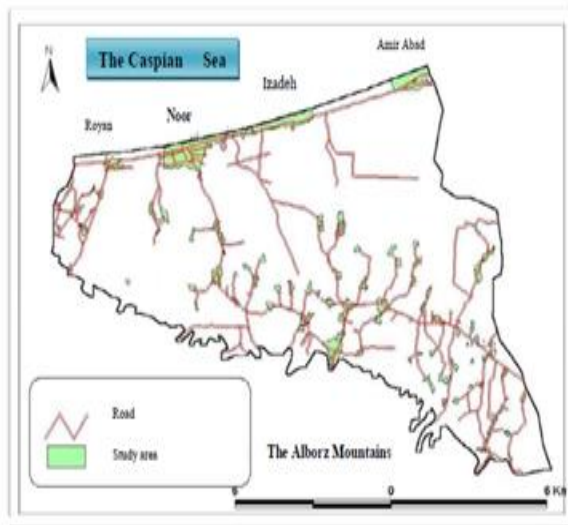 Amir Abad
N
The Caspian Sea
Izadeh
Noor
Royan
Road
Study area
The Alborz Mountains
6 0 6 Km